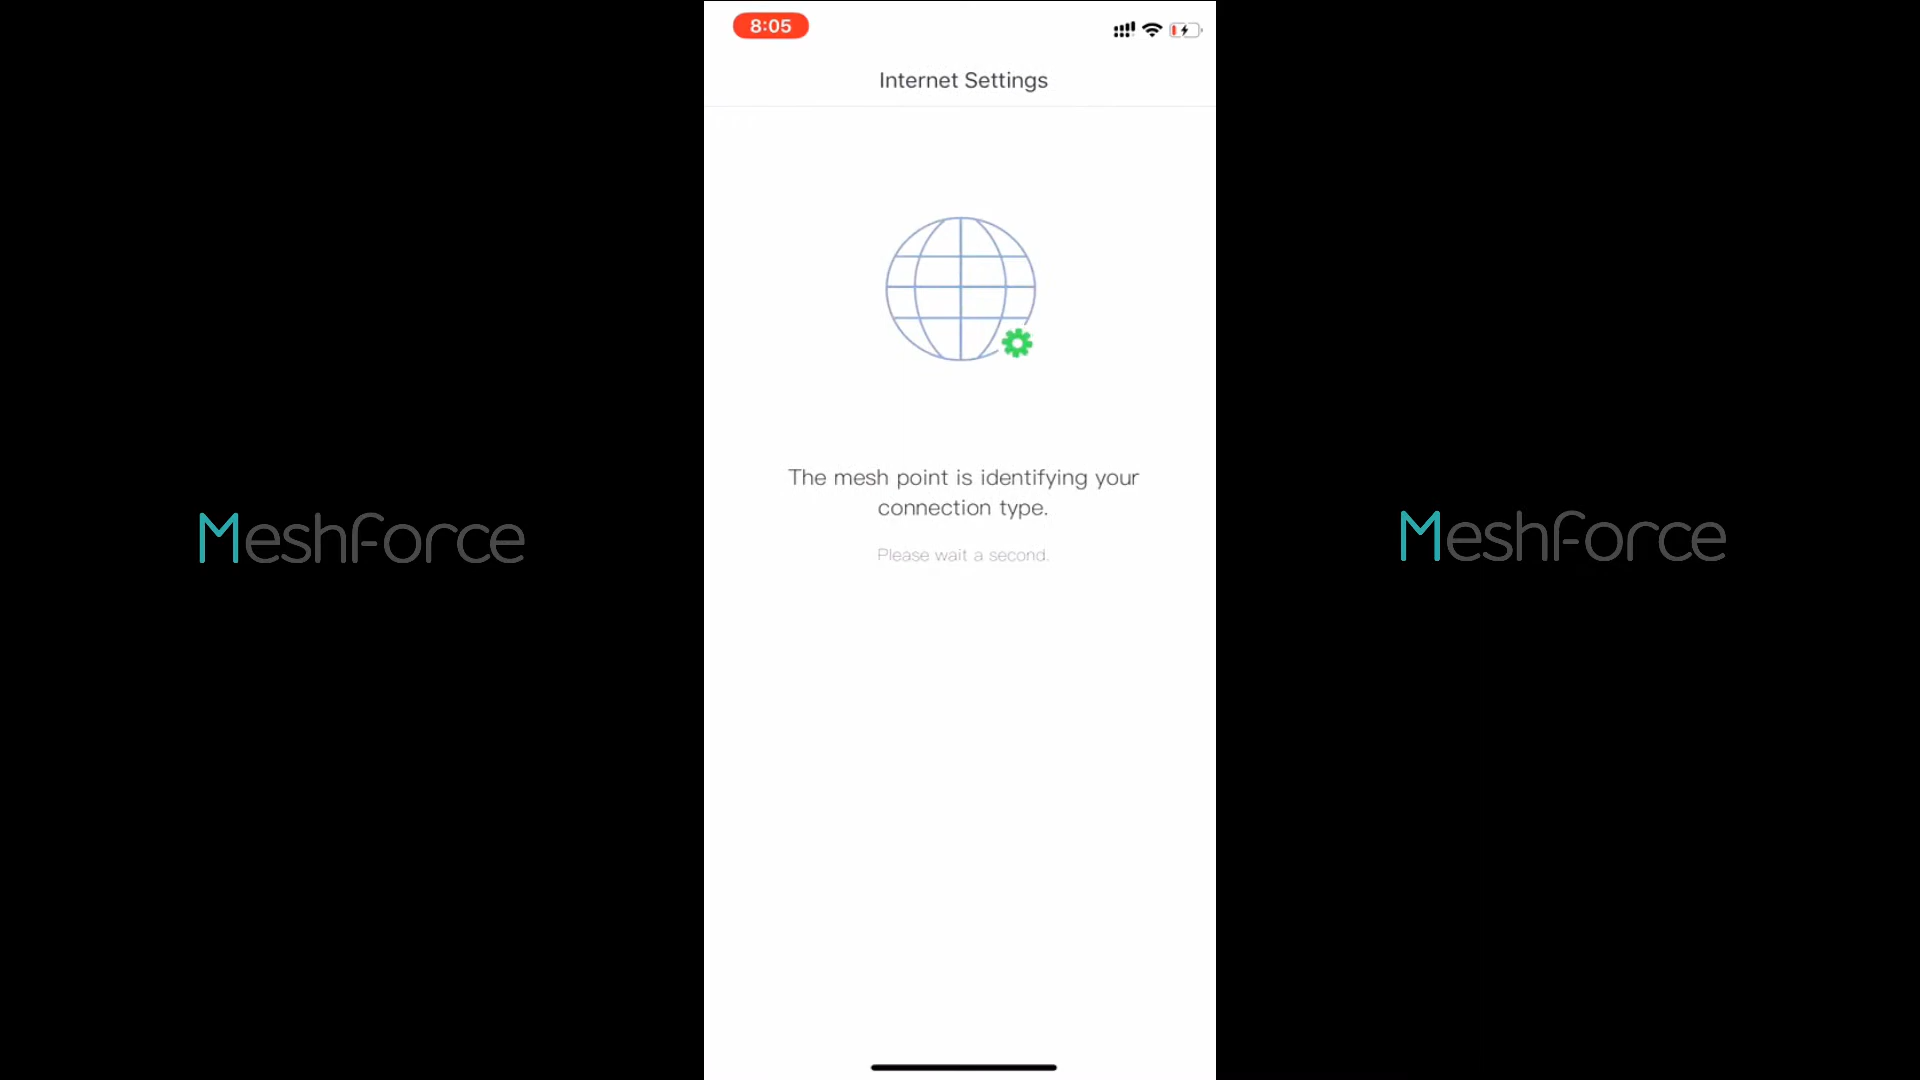 8:05
Internet Settings
The mesh point is identifying your
connection type.
Please wait a second.
MeshForce
MeshForce